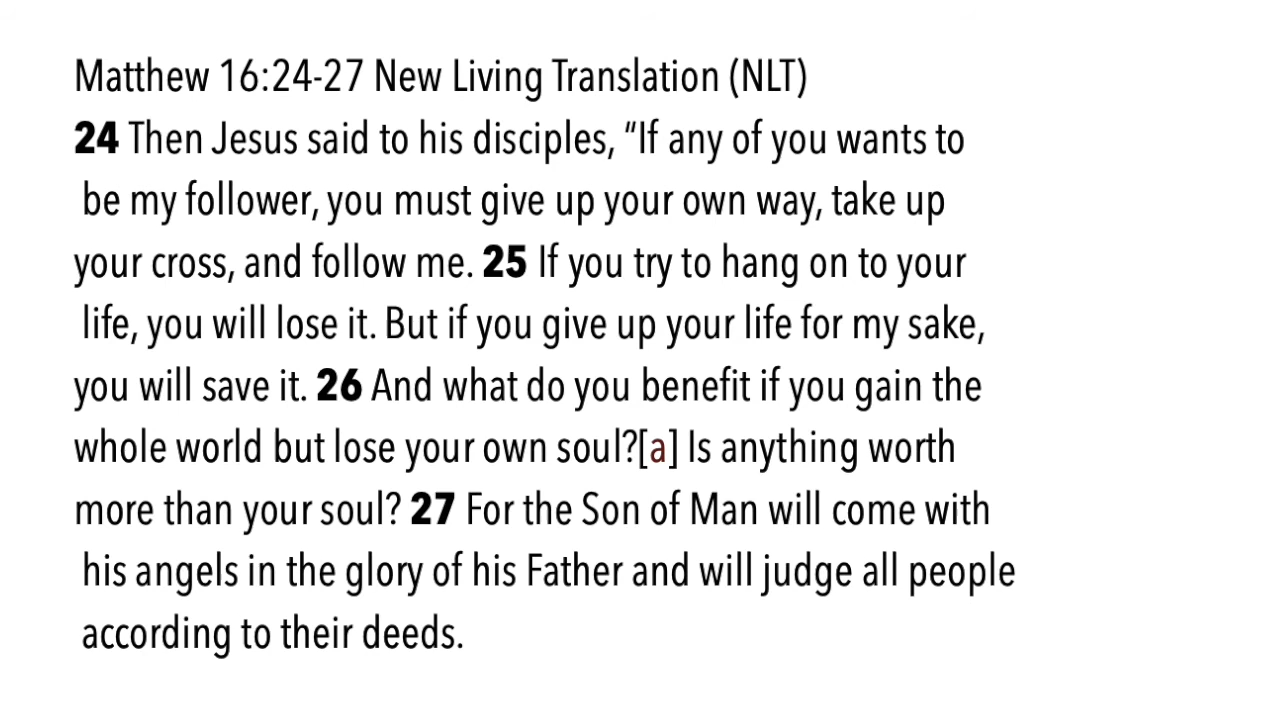 Matthew 16:24-27 New Living Translation (NLT)
24 Then Jesus said to his disciples, “If any of you wants to
be my follower, you must give up your own way, take up
your cross, and follow me. 25 If you try to hang on to your
life, you will lose it. But if you give up your life for my sake,
you will save it. 26 And what do you benefit if you gain the
whole world but lose your own soul?[a] Is anything worth
more than your soul? 27 For the Son of Man will come with
his angels in the glory of his Father and will judge all people
according to their deeds.